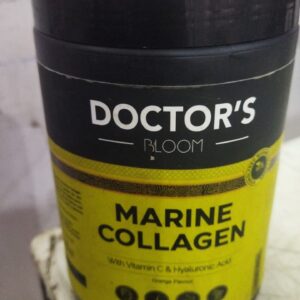 DOCTOR'S
BLOOM
MARINE
COLLAGEN
With Vitamin C & Hyaluronic Acid
Orange Flavour